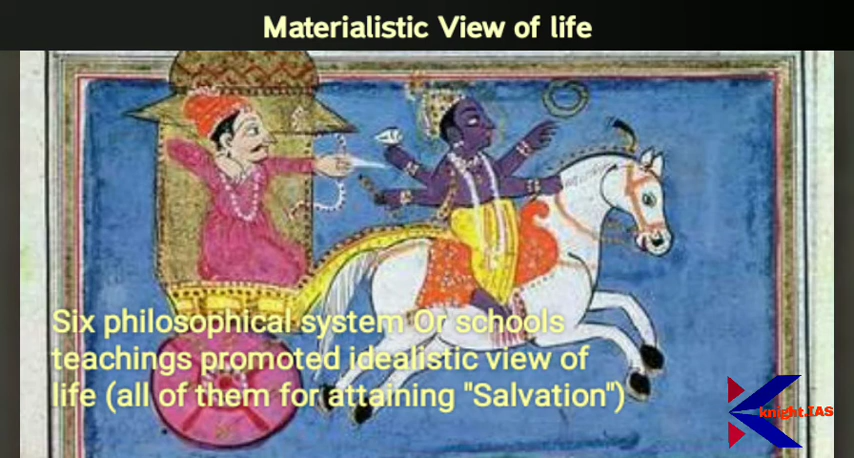 Materialistic View of life
Six philosophical system Or schools
teachings promoted idealistic view of
life (all of them for attaining "Salvation")
knight.IAS